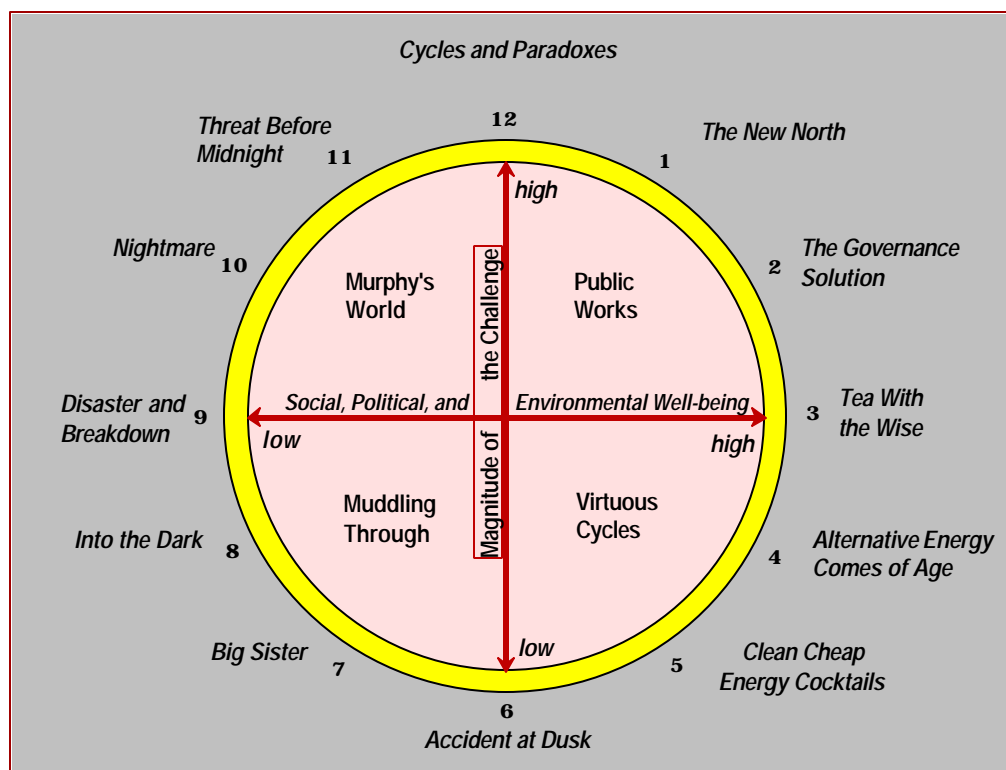 Cycles and Paradoxes
12
Threat Before
Midnight
11
The New North
1
high
Nightmare
10
2
The Governance
Solution
Murphy's
World
Public
Works
the Challenge
Disaster and
Breakdown
9
Social, Political, and
Environmental Well-being
3
Tea With
the Wise
low
high
Magnitude of
Muddling
Through
Virtuous
Cycles
Into the Dark
8
4
Alternative Energy
Comes of Age
Big Sister
7
low
5
Clean Cheap
Energy Cocktails
6
Accident at Dusk